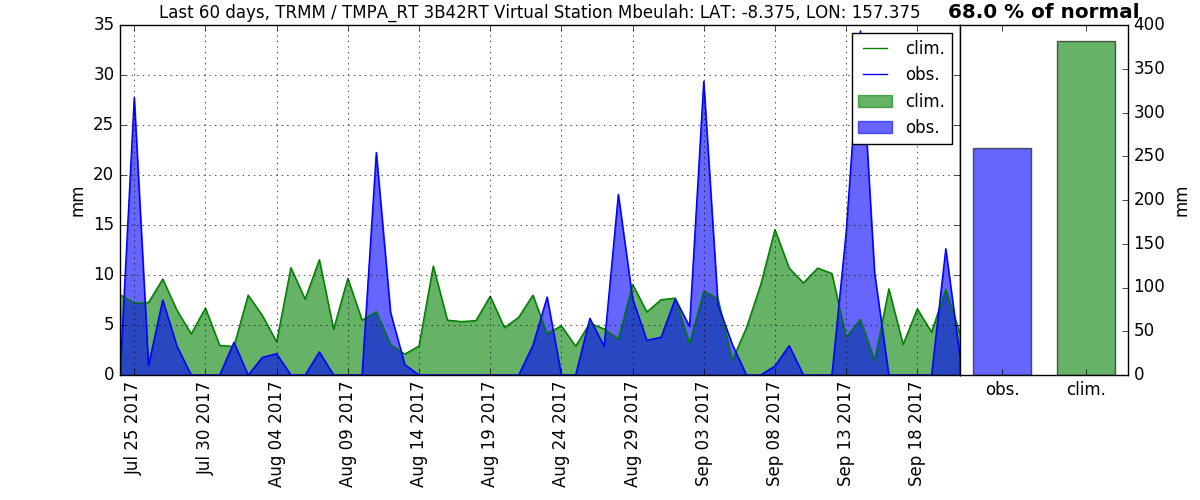 Last 60 days, TRMM / TMPA_RT 3B42RT Virtual Station Mbeulah: LAT: -8.375, LON: 157.375
68.0 % of normal
35
30
25
20
15
10
5
0
mm
clim.
obs.
clim.
obs.
Jul 25 2017
Jul 30 2017
Aug 04 2017
Aug 09 2017
Aug 14 2017
Aug 19 2017
Aug 24 2017
Aug 29 2017
Sep 03 2017
Sep 08 2017
Sep 13 2017
Sep 18 2017
400
350
300
250
200
150
100
50
0
mm
obs.
clim.